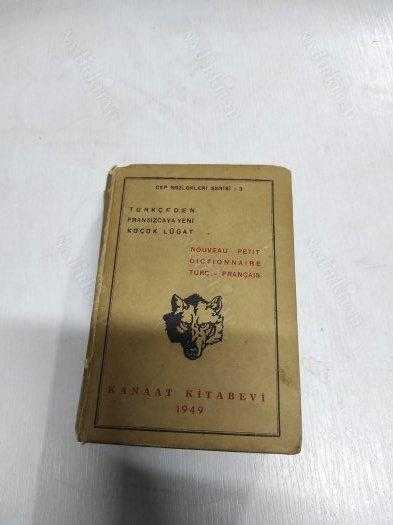 CEP SÖZLÜKLERİ SERİSİ - 3
TÜRKÇEDEN
FRANSIZCAYA YENİ
KÜÇÜK LÜGAT
NOUVEAU PETIT
DICTIONNAIRE
TURC - FRANÇAIS
KANAAT KİTABEVİ
1949